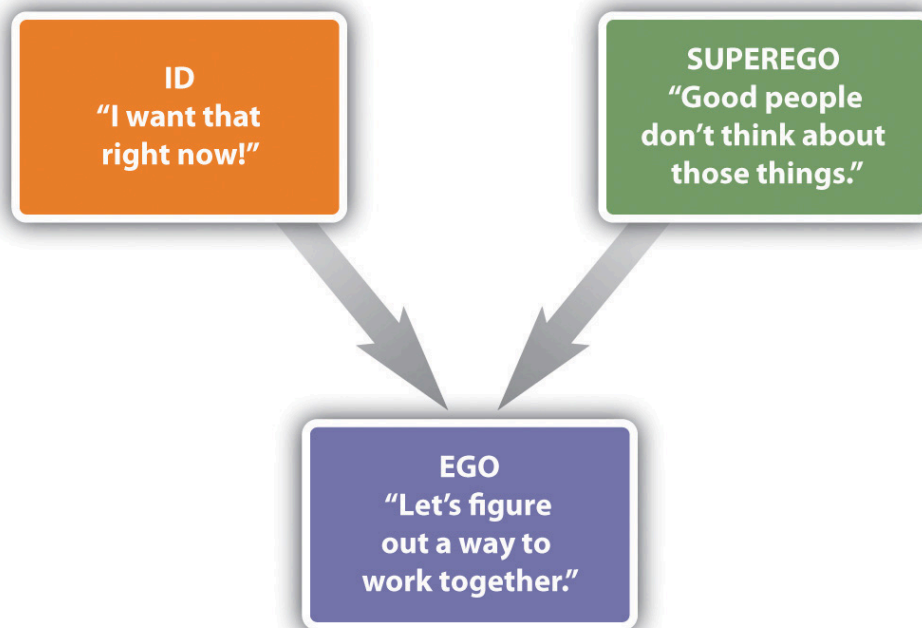 ID
“I want that
right now!”
SUPEREGO
“Good people
don’t think about
those things.”
EGO
“Let’s figure
out a way to
work together.”